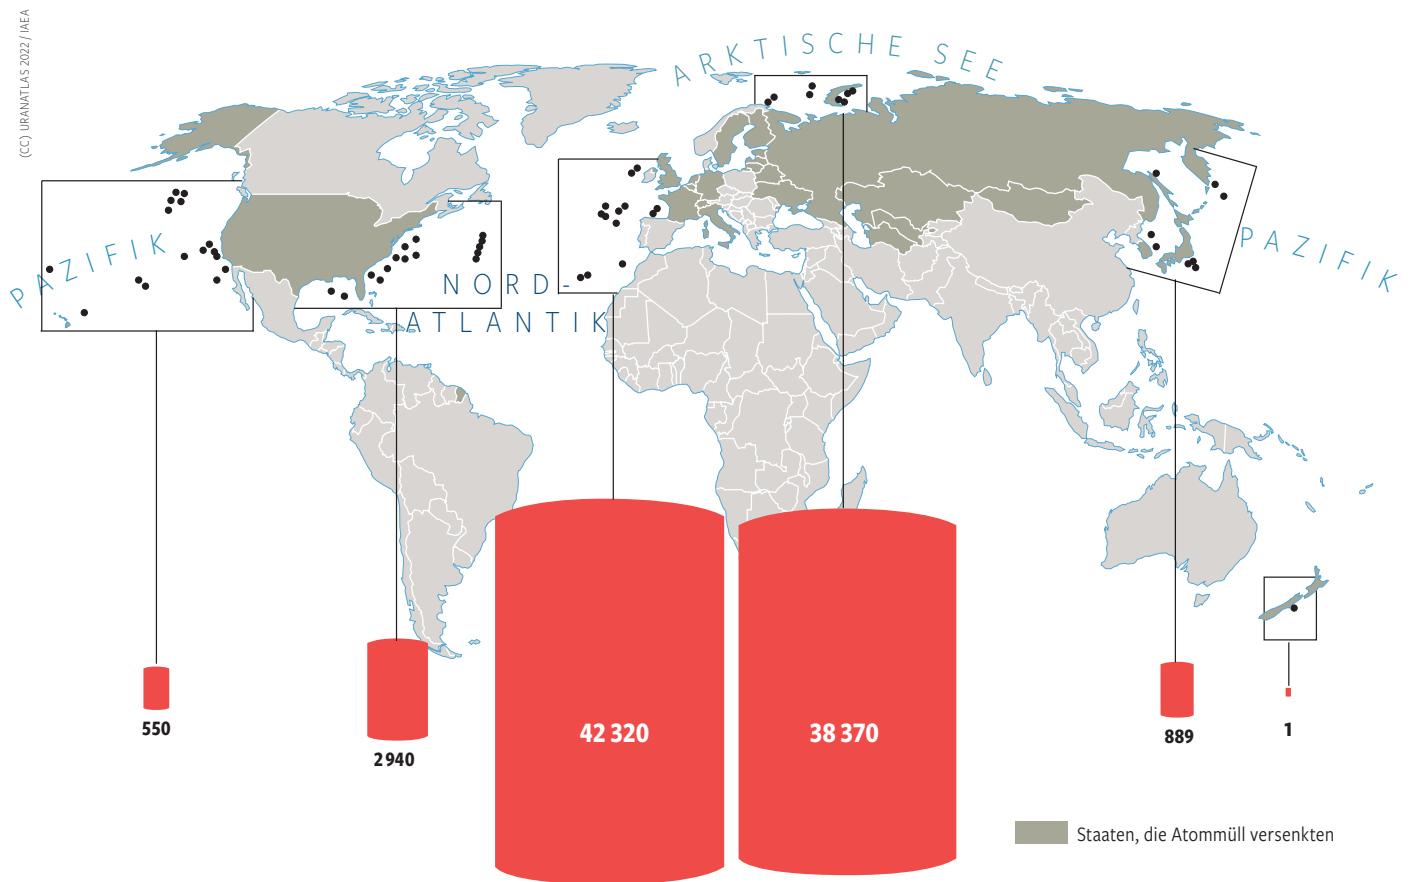 (CC) URANATLAS 2022 / IAEA
ARKTISCHE SEE
PAZIFIK
NORD-
ATLANTIK
PAZIFIK
550
2 940
42 320
38 370
889
1
Staaten, die Atommüll versenkten